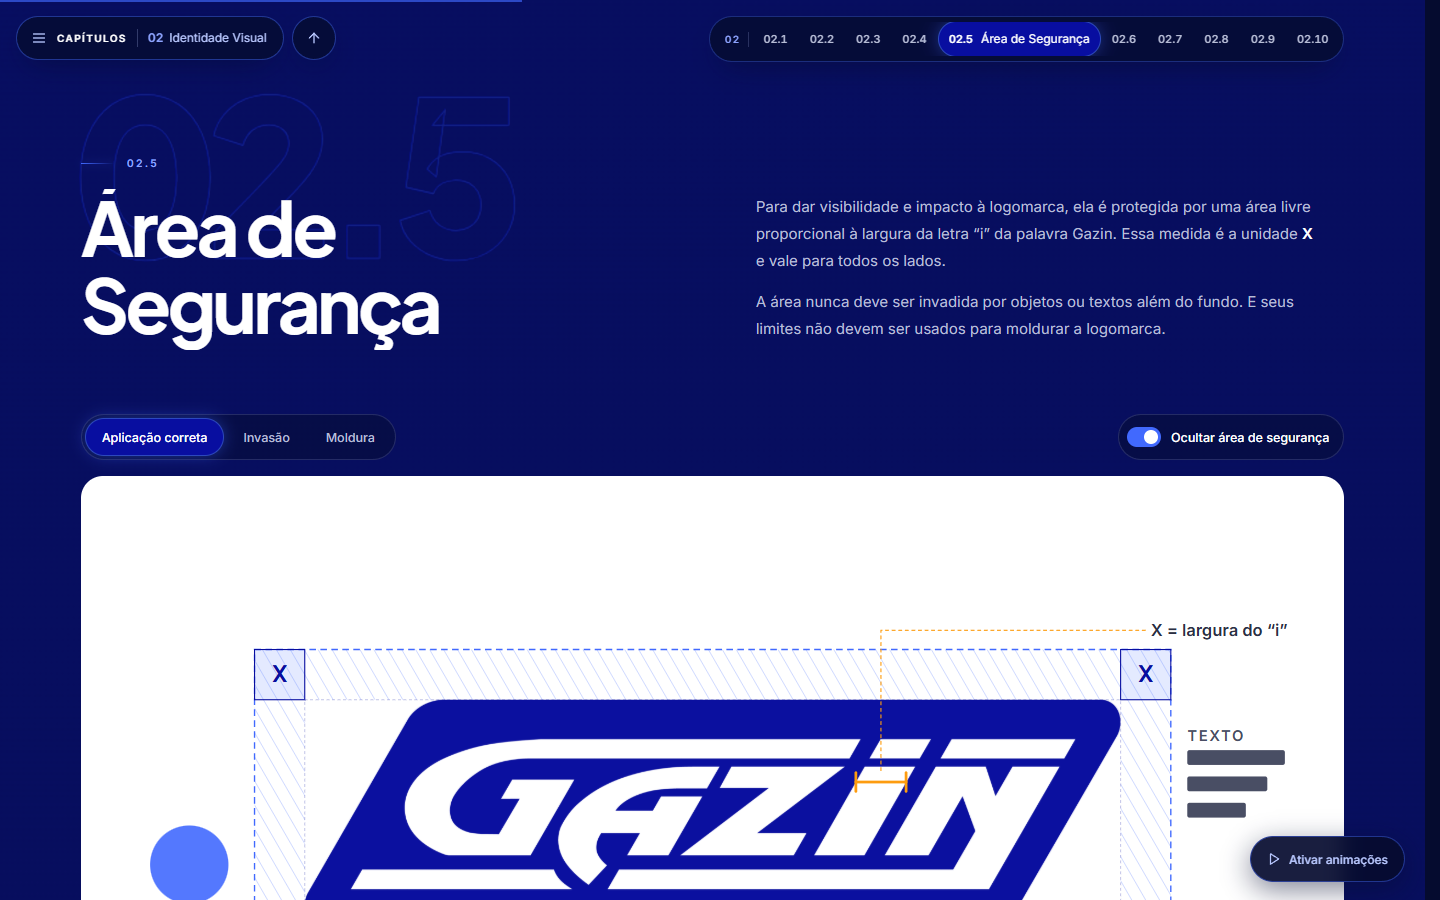 CAPÍTULOS 02 Identidade Visual
02 02.1 02.2 02.3 02.4 02.5 Área de Segurança 02.6 02.7 02.8 02.9 02.10
02.5
02.5
Área de
Segurança
Para dar visibilidade e impacto à logomarca, ela é protegida por uma área livre
proporcional à largura da letra “i” da palavra Gazin. Essa medida é a unidade X
e vale para todos os lados.
A área nunca deve ser invadida por objetos ou textos além do fundo. E seus
limites não devem ser usados para moldurar a logomarca.
Aplicação correta Invasão Moldura
Ocultar área de segurança
X = largura do “i”
X X
GAZIN
TEXTO
Ativar animações